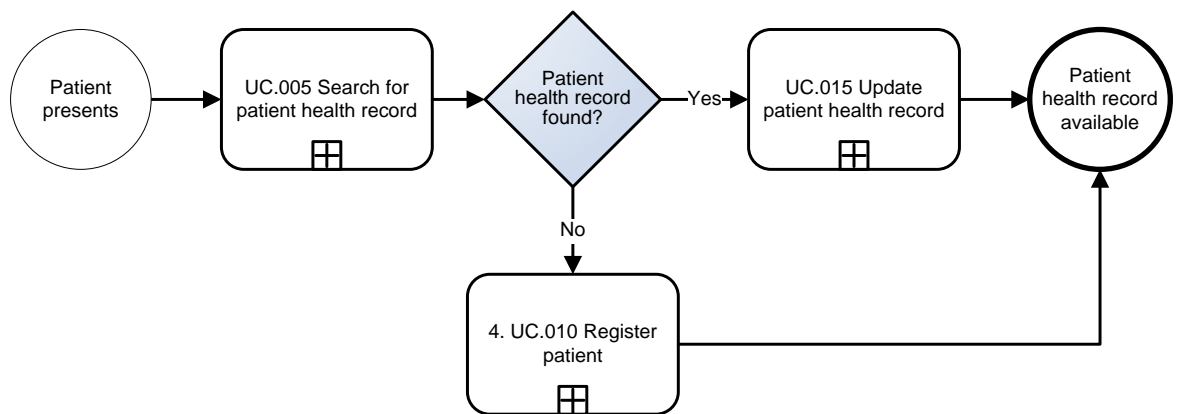 Patient
presents
UC.005 Search for
patient health record
Patient
health record
found?
Yes
UC.015 Update
patient health record
Patient
health record
available
No
4. UC.010 Register
patient